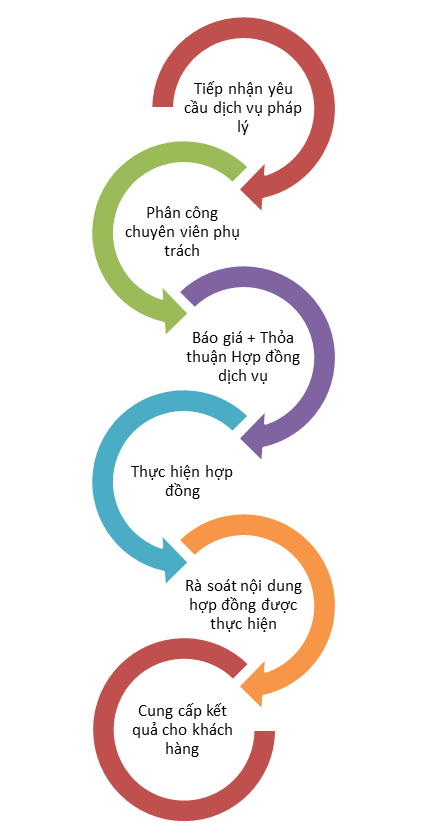 Tiếp nhận yêu
cầu dịch vụ pháp
lý
Phân công
chuyên viên phụ
trách
Báo giá + Thỏa
thuận Hợp đồng
dịch vụ
Thực hiện hợp
đồng
Rà soát nội dung
hợp đồng được
thực hiện
Cung cấp kết
quả cho khách
hàng